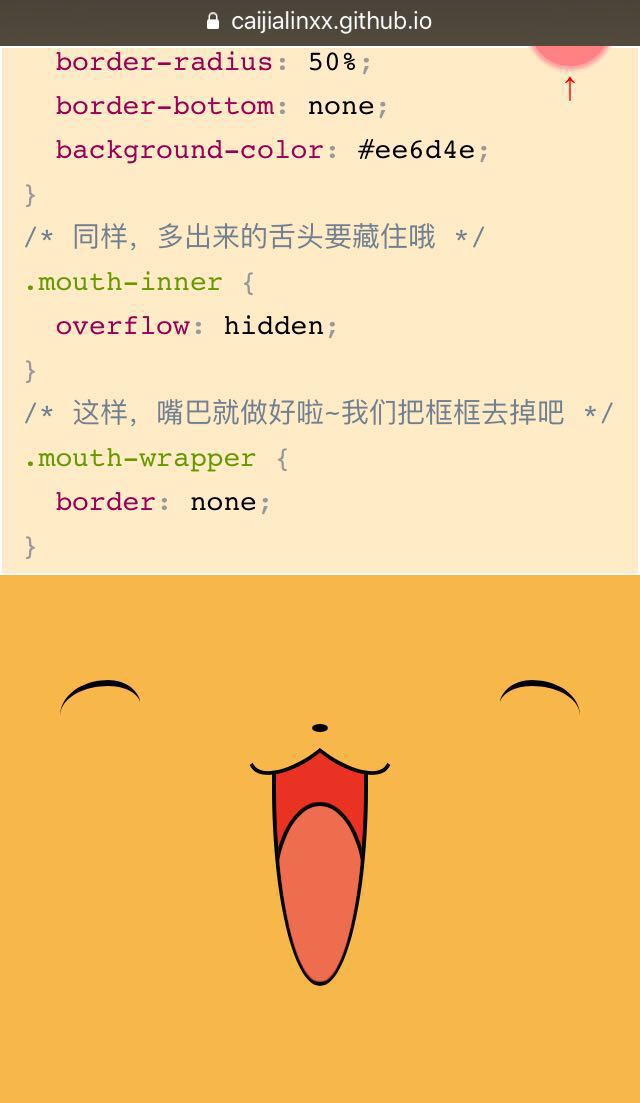 caijialinxx.github.io
border-radius: 50%;
↑
border-bottom: none;
background-color: #ee6d4e;
}
/* 同样，多出来的舌头要藏住哦 */
.mouth-inner {
overflow: hidden;
}
/* 这样，嘴巴就做好啦~我们把框框去掉吧 */
.mouth-wrapper {
border: none;
}